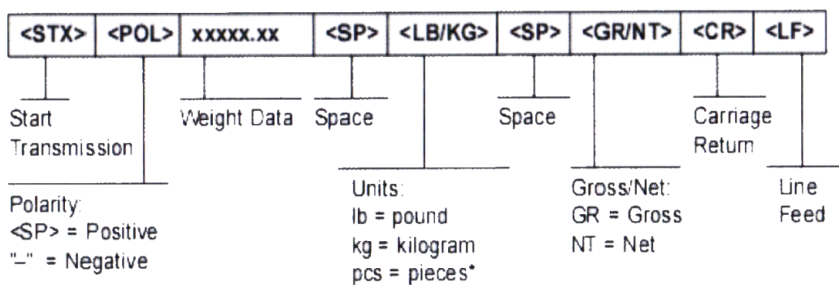 <STX> <POL> xxxxx.xx <SP> <LB/KG> <SP> <GR/NT> <CR> <LF>
Start Transmission
Weight Data
Space
Space
Carriage Return
Polarity:
<SP> = Positive
"–" = Negative
Units:
lb = pound
kg = kilogram
pcs = pieces*
Gross/Net:
GR = Gross
NT = Net
Line Feed